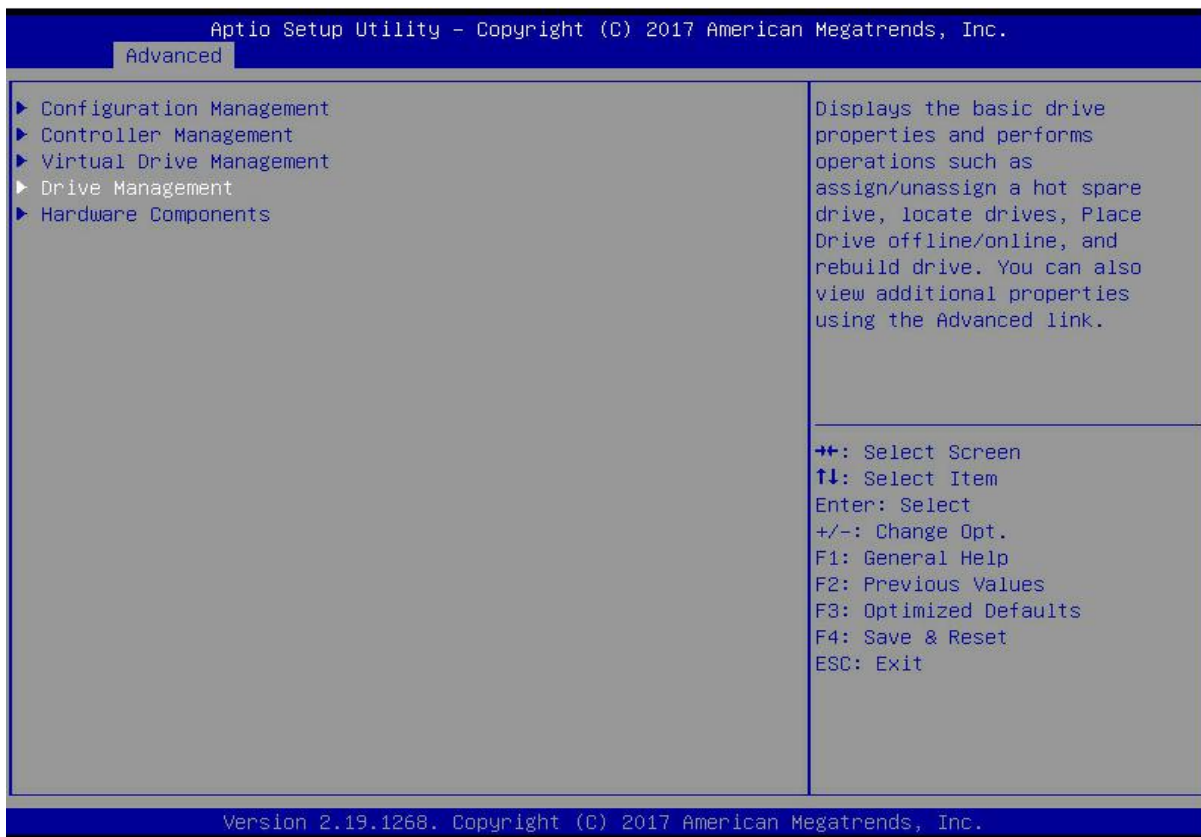 Aptio Setup Utility – Copyright (C) 2017 American Megatrends, Inc.
Advanced
Configuration Management
Controller Management
Virtual Drive Management
Drive Management
Hardware Components
Displays the basic drive
properties and performs
operations such as
assign/unassign a hot spare
drive, locate drives, Place
Drive offline/online, and
rebuild drive. You can also
view additional properties
using the Advanced link.
→←: Select Screen
↑↓: Select Item
Enter: Select
+/-: Change Opt.
F1: General Help
F2: Previous Values
F3: Optimized Defaults
F4: Save & Reset
ESC: Exit
Version 2.19.1268. Copyright (C) 2017 American Megatrends, Inc.